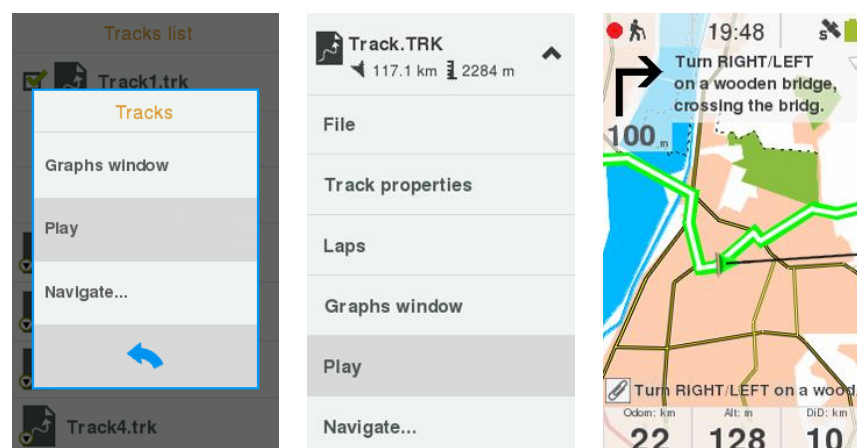 Tracks list
Track1.trk
Tracks
Graphs window
Play
Navigate...
Track4.trk
Track.TRK
117.1 km 2284 m
File
Track properties
Laps
Graphs window
Play
Navigate...
19:48
S
Turn RIGHT/LEFT
on a wooden bridge,
crossing the bridg.
100 m
Turn RIGHT/LEFT on a wood
Odom: km Alt: m DiD: km
22 128 10